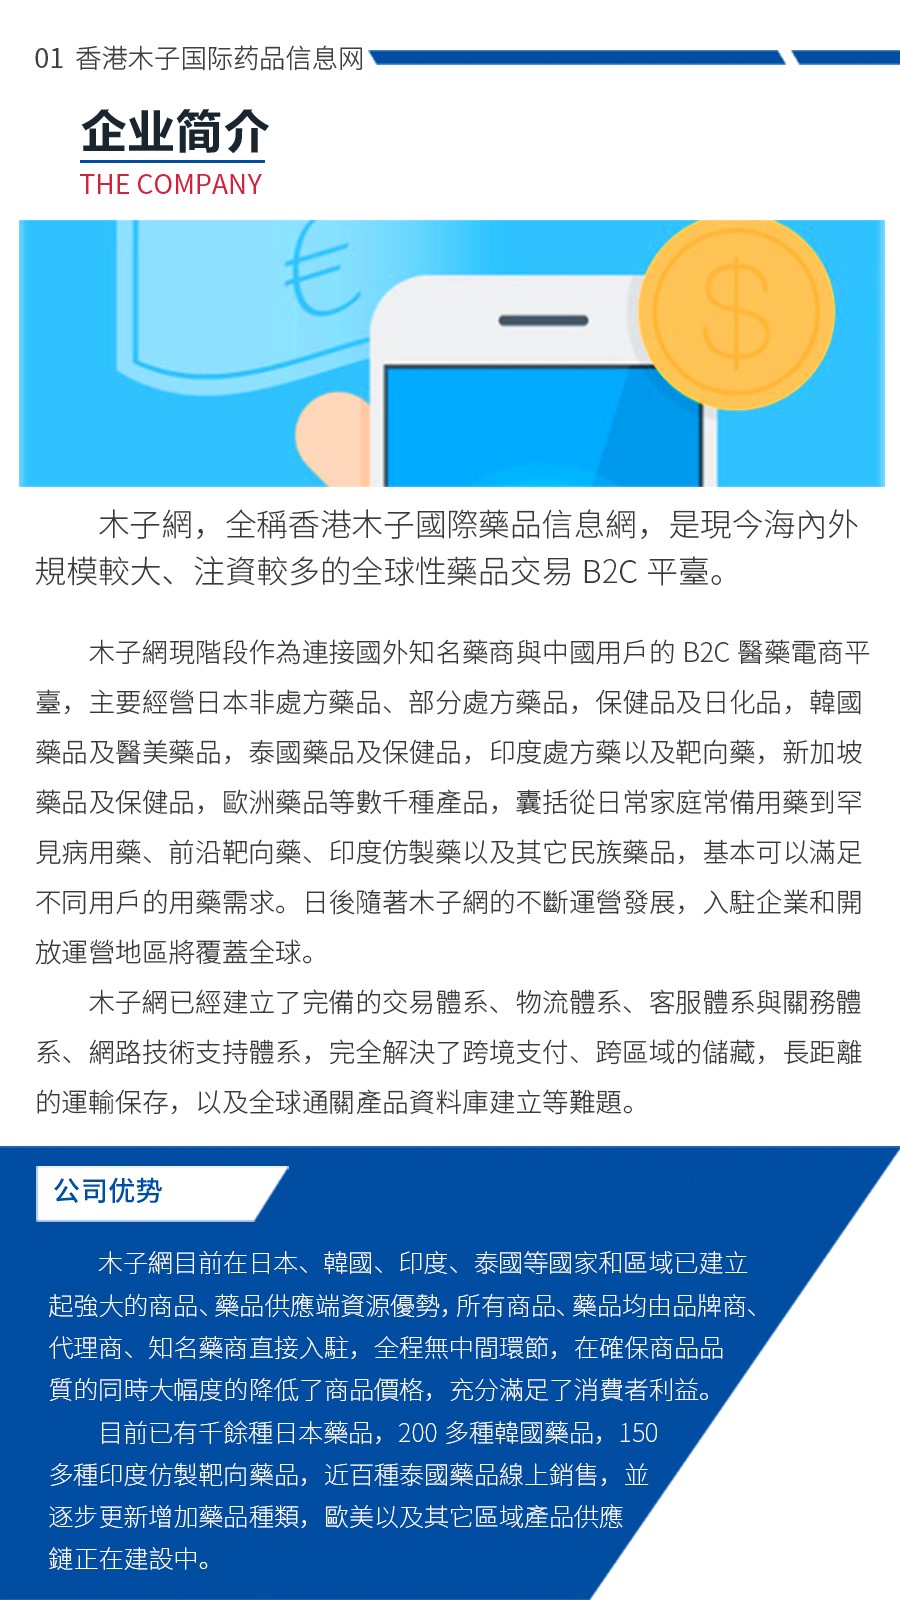 01 香港木子国际药品信息网
企业简介
THE COMPANY
€
$
木子網，全稱香港木子國際藥品信息網，是現今海內外
規模較大、注資較多的全球性藥品交易 B2C 平臺。
木子網現階段作為連接國外知名藥商與中國用戶的 B2C 醫藥電商平
臺，主要經營日本非處方藥品、部分處方藥品，保健品及日化品，韓國
藥品及醫美藥品，泰國藥品及保健品，印度處方藥以及靶向藥，新加坡
藥品及保健品，歐洲藥品等數千種產品，囊括從日常家庭常備用藥到罕
見病用藥、前沿靶向藥、印度仿製藥以及其它民族藥品，基本可以滿足
不同用戶的用藥需求。日後隨著木子網的不斷運營發展，入駐企業和開
放運營地區將覆蓋全球。
木子網已經建立了完備的交易體系、物流體系、客服體系與關務體
系、網路技術支持體系，完全解決了跨境支付、跨區域的儲藏，長距離
的運輸保存，以及全球通關產品資料庫建立等難題。
公司优势
木子網目前在日本、韓國、印度、泰國等國家和區域已建立
起強大的商品、藥品供應端資源優勢，所有商品、藥品均由品牌商、
代理商、知名藥商直接入駐，全程無中間環節，在確保商品品
質的同時大幅度的降低了商品價格，充分滿足了消費者利益。
目前已有千餘種日本藥品，200 多種韓國藥品，150
多種印度仿製靶向藥品，近百種泰國藥品線上銷售，並
逐步更新增加藥品種類，歐美以及其它區域產品供應
鏈正在建設中。